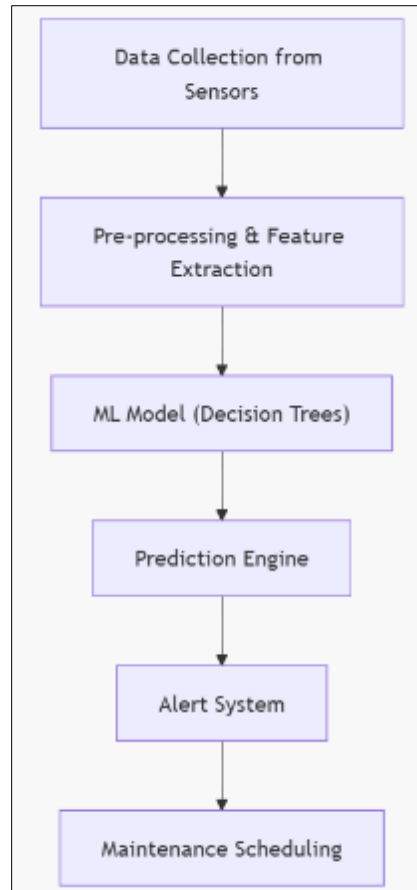 Data Collection from
Sensors
Pre-processing & Feature
Extraction
ML Model (Decision Trees)
Prediction Engine
Alert System
Maintenance Scheduling